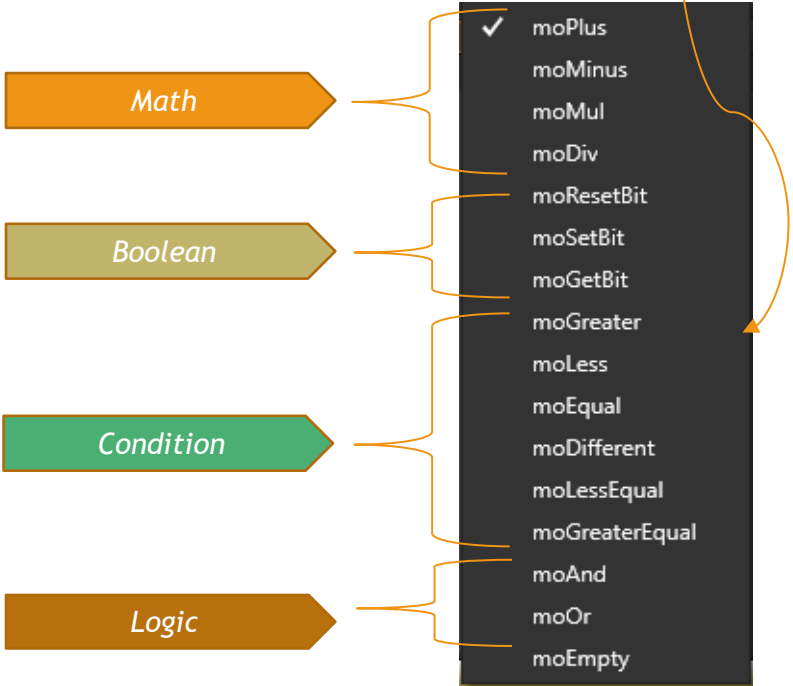 Math
Boolean
Condition
Logic
moPlus
moMinus
moMul
moDiv
moResetBit
moSetBit
moGetBit
moGreater
moLess
moEqual
moDifferent
moLessEqual
moGreaterEqual
moAnd
moOr
moEmpty